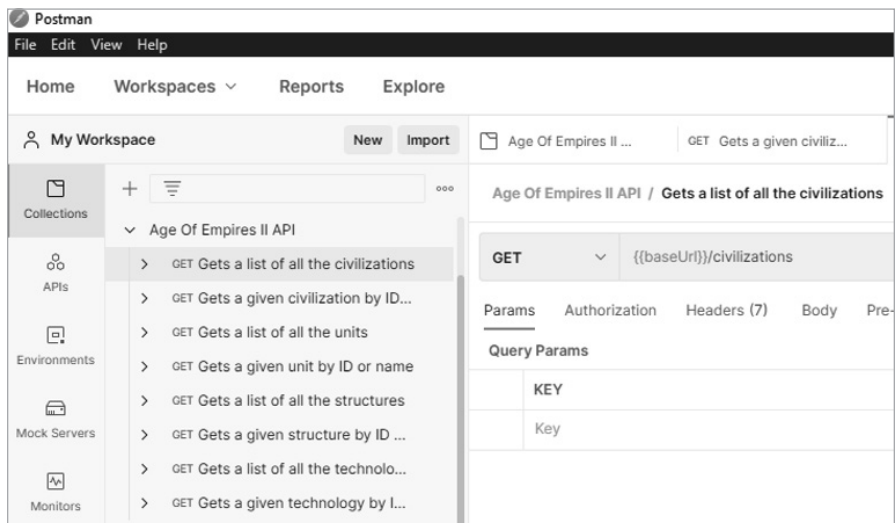 Postman
File Edit View Help
Home Workspaces Reports Explore
My Workspace New Import
Age Of Empires II ... GET Gets a given civiliz...
Collections
Age Of Empires II API / Gets a list of all the civilizations
Age Of Empires II API
GET Gets a list of all the civilizations
GET {{baseUrl}}/civilizations
APIs
GET Gets a given civilization by ID...
Params Authorization Headers (7) Body Pre-
Environments
GET Gets a list of all the units
Query Params
GET Gets a given unit by ID or name
KEY
GET Gets a list of all the structures
Key
Mock Servers
GET Gets a given structure by ID ...
GET Gets a list of all the technolo...
Monitors
GET Gets a given technology by I...